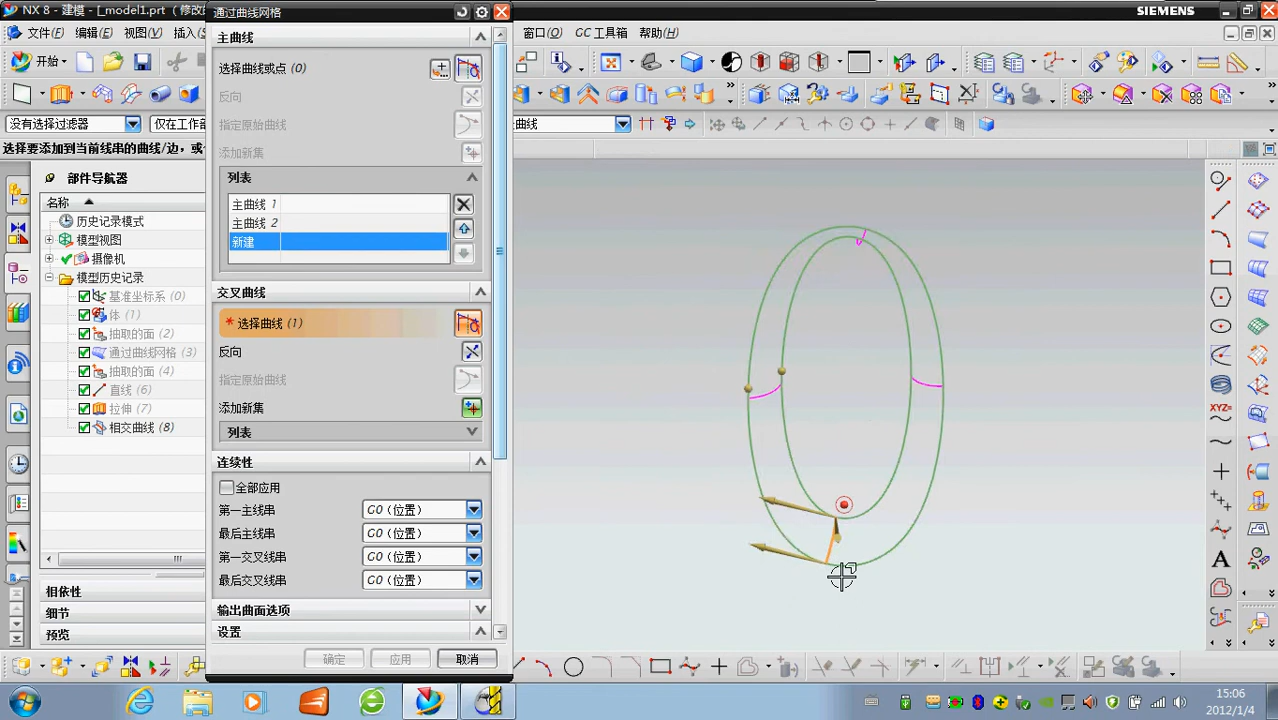 NX 8 - 建模 - [_model1.prt （修改
SIEMENS
通过曲线网格
文件(F) 编辑(E) 视图(V) 插入(S)
窗口(O) GC 工具箱 帮助(H)
开始
没有选择过滤器
仅在工作部
曲线
选择要添加到当前线串的曲线/边，或
部件导航器
名称
历史记录模式
模型视图
摄像机
模型历史记录
基准坐标系 (0)
体 (1)
抽取的面 (2)
通过曲线网格 (3)
抽取的面 (4)
直线 (6)
拉伸 (7)
相交曲线 (8)
相依性
细节
预览
主曲线
选择曲线或点 (0)
反向
指定原始曲线
添加新集
列表
主曲线 1
主曲线 2
新建
交叉曲线
* 选择曲线 (1)
反向
指定原始曲线
添加新集
列表
连续性
全部应用
第一主线串 G0（位置）
最后主线串 G0（位置）
第一交叉线串 G0（位置）
最后交叉线串 G0（位置）
输出曲面选项
设置
确定 应用 取消
XYZ=
A
15:06
2012/1/4